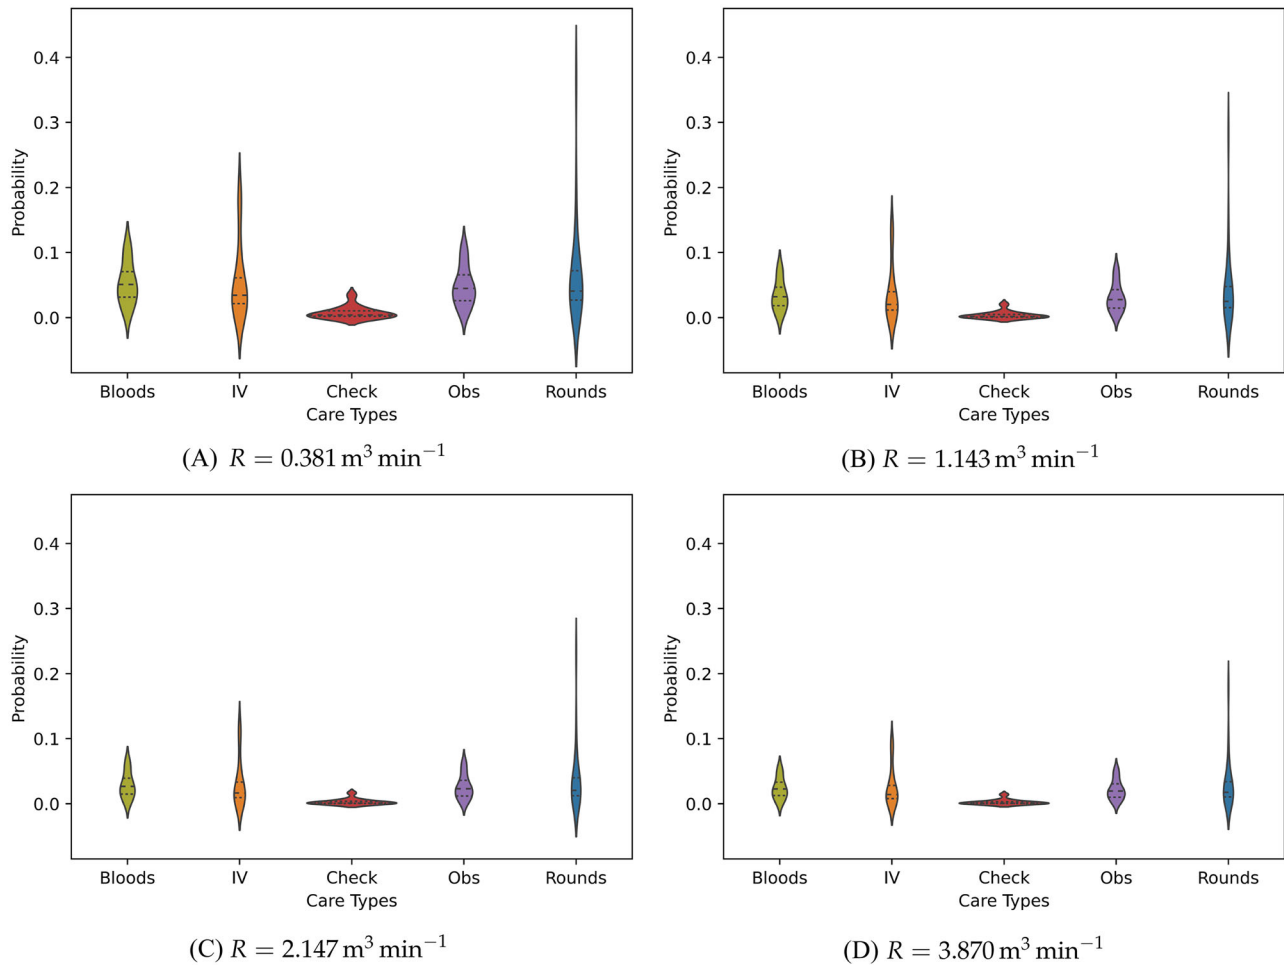 0.4
0.3
0.2
0.1
0.0
Probability
Bloods IV Check Obs Rounds
Care Types
(A) R = 0.381 m³ min⁻¹
0.4
0.3
0.2
0.1
0.0
Probability
Bloods IV Check Obs Rounds
Care Types
(B) R = 1.143 m³ min⁻¹
0.4
0.3
0.2
0.1
0.0
Probability
Bloods IV Check Obs Rounds
Care Types
(C) R = 2.147 m³ min⁻¹
0.4
0.3
0.2
0.1
0.0
Probability
Bloods IV Check Obs Rounds
Care Types
(D) R = 3.870 m³ min⁻¹